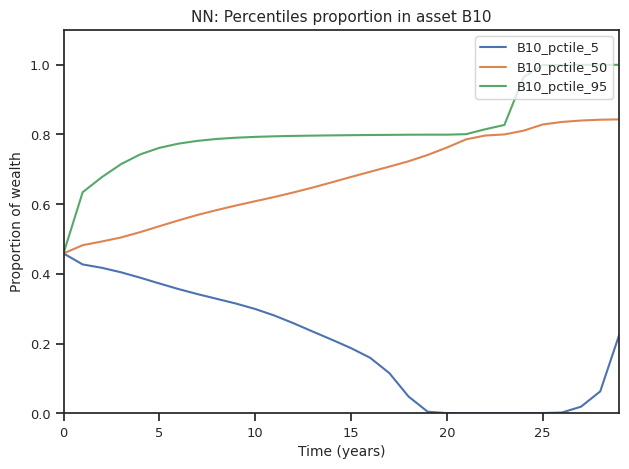 NN: Percentiles proportion in asset B10
B10_pctile_5
B10_pctile_50
B10_pctile_95
Proportion of wealth
1.0
0.8
0.6
0.4
0.2
0.0
0
5
10
15
20
25
Time (years)